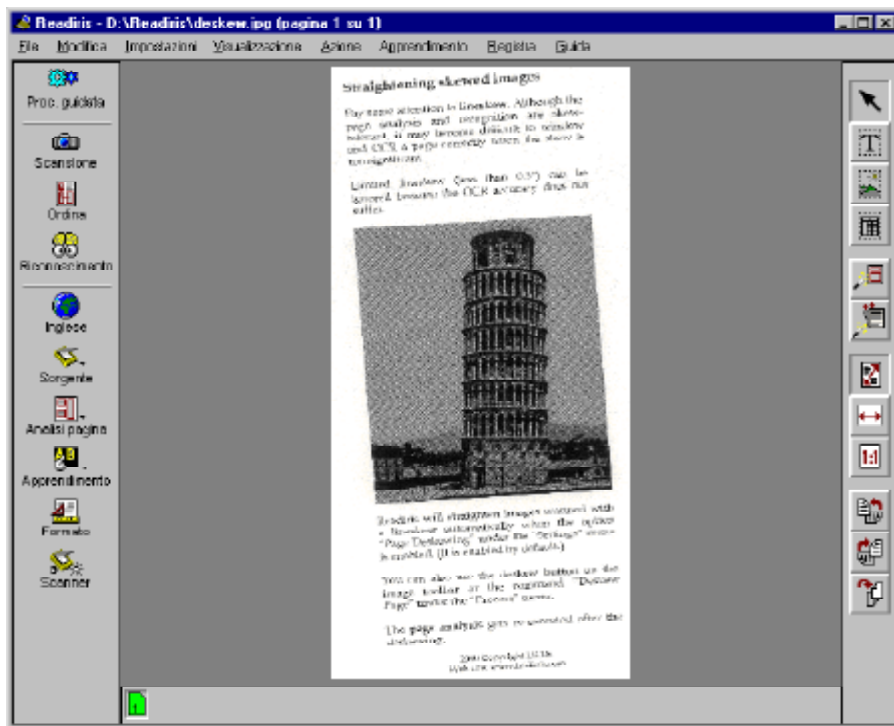 Readiris - D:\Readiris\deskew.jpg (pagina 1 su 1)
File Modifica Impostazioni Visualizzazione Azione Apprendimento Registra Guida
Proc. guidata
Scansione
Ordina
Riconoscimento
Inglese
Sorgente
Analisi pagina
Apprendimento
Formato
Scanner
Straightening skewed images
Pay some attention to lineskew. Although the
page analysis and recognition are skew-
tolerant, it may become difficult to window
and OCR a page correctly when the skew is
too significant.
Limited lineskew (less than 0.5°) can be
ignored because the OCR accuracy does not
suffer.
Readiris will straighten images scanned with
a lineskew automatically when the option
"Page Deskewing" under the "Settings" menu
is enabled. (It is enabled by default.)
You can also use the deskew button on the
image toolbar or the command "Deskew
Page" under the "Process" menu.
The page analysis gets re-executed after the
deskewing.
Copyright
1:1
1